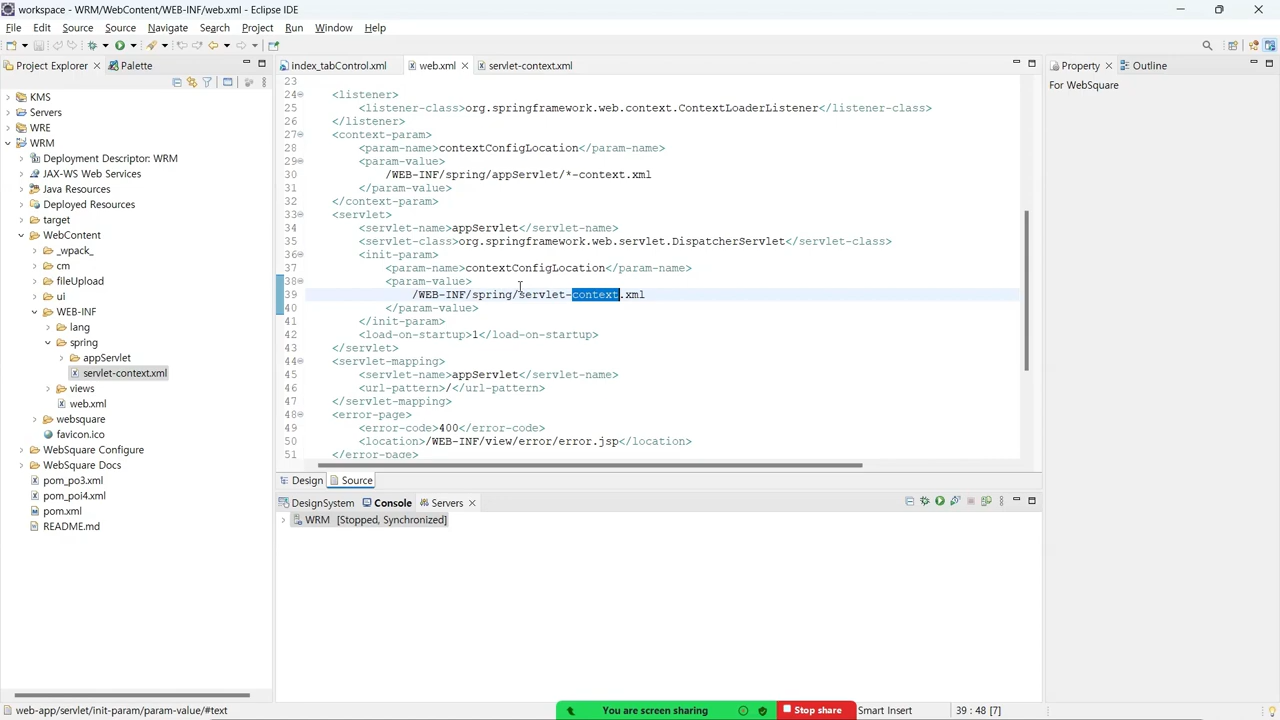 workspace - WRM/WebContent/WEB-INF/web.xml - Eclipse IDE
File Edit Source Source Navigate Search Project Run Window Help
Project Explorer Palette
KMS
Servers
WRE
WRM
Deployment Descriptor: WRM
JAX-WS Web Services
Java Resources
Deployed Resources
target
WebContent
_wpack_
cm
fileUpload
ui
WEB-INF
lang
spring
appServlet
servlet-context.xml
views
web.xml
websquare
favicon.ico
WebSquare Configure
WebSquare Docs
pom_po3.xml
pom_poi4.xml
pom.xml
README.md
index_tabControl.xml web.xml servlet-context.xml
23
24 <listener>
25 <listener-class>org.springframework.web.context.ContextLoaderListener</listener-class>
26 </listener>
27 <context-param>
28 <param-name>contextConfigLocation</param-name>
29 <param-value>
30 /WEB-INF/spring/appServlet/*-context.xml
31 </param-value>
32 </context-param>
33 <servlet>
34 <servlet-name>appServlet</servlet-name>
35 <servlet-class>org.springframework.web.servlet.DispatcherServlet</servlet-class>
36 <init-param>
37 <param-name>contextConfigLocation</param-name>
38 <param-value>
39 /WEB-INF/spring/servlet-context.xml
40 </param-value>
41 </init-param>
42 <load-on-startup>1</load-on-startup>
43 </servlet>
44 <servlet-mapping>
45 <servlet-name>appServlet</servlet-name>
46 <url-pattern>/</url-pattern>
47 </servlet-mapping>
48 <error-page>
49 <error-code>400</error-code>
50 <location>/WEB-INF/view/error/error.jsp</location>
51 </error-page>
Design Source
DesignSystem Console Servers
WRM [Stopped, Synchronized]
Property Outline
For WebSquare
web-app/servlet/init-param/param-value/#text
You are screen sharing Stop share
Smart Insert 39 : 48 [7]